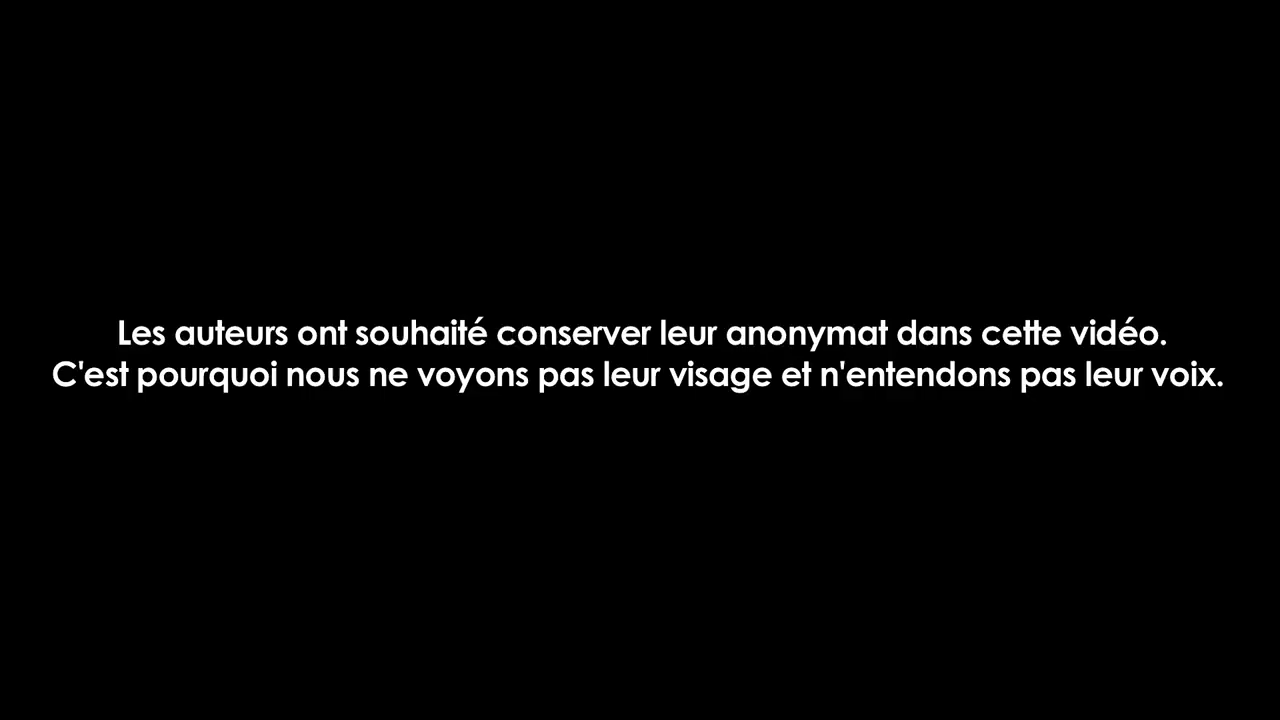 Les auteurs ont souhaité conserver leur anonymat dans cette vidéo.
C'est pourquoi nous ne voyons pas leur visage et n'entendons pas leur voix.